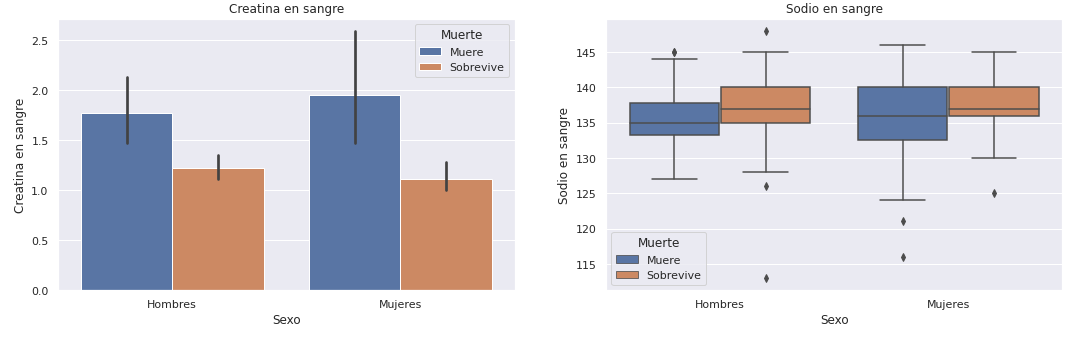 Creatina en sangre
Creatina en sangre
2.5
2.0
1.5
1.0
0.5
0.0
Muerte
Muere
Sobrevive
Hombres
Mujeres
Sexo
Sodio en sangre
Sodio en sangre
145
140
135
130
125
120
115
Muerte
Muere
Sobrevive
Hombres
Mujeres
Sexo